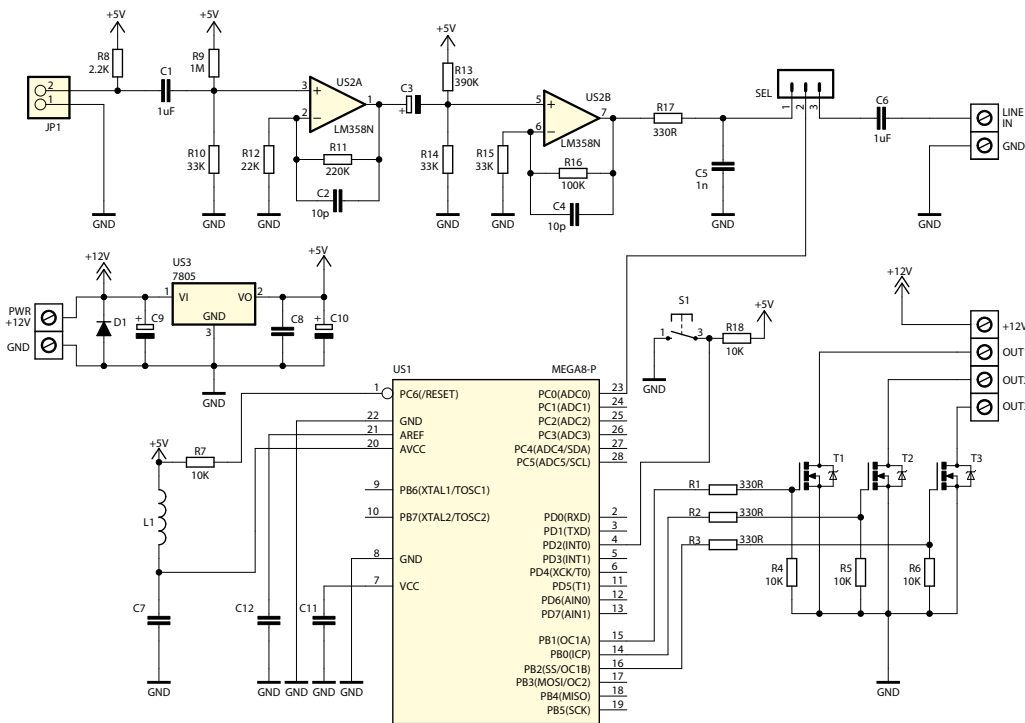 +5V
+5V
+5V
R8
2.2K
R9
1M
R13
390K
2
1
JP1
C1
1uF
US2A
3
2
1
LM358N
C3
US2B
5
6
7
LM358N
R17
330R
SEL
1 2 3
C6
1uF
LINE
IN
GND
R10
33K
R12
22K
R11
220K
C2
10p
R14
33K
R15
33K
R16
100K
C4
10p
C5
1n
GND
GND
GND
GND
GND
GND
GND
+12V
US3
7805
+5V
PWR
+12V
GND
D1
+
C9
1
VI
VO
2
GND
3
C8
+
C10
GND
S1
1
3
R18
10K
+5V
GND
+12V
+12V
OUT
OUT
OUT
US1
MEGA8-P
1
PC6(/RESET)
22
GND
21
AREF
20
AVCC
9
PB6(XTAL1/TOSC1)
10
PB7(XTAL2/TOSC2)
8
GND
7
VCC
PC0(ADC0)
23
PC1(ADC1)
24
PC2(ADC2)
25
PC3(ADC3)
26
PC4(ADC4/SDA)
27
PC5(ADC5/SCL)
28
PD0(RXD)
2
PD1(TXD)
3
PD2(INT0)
4
PD3(INT1)
5
PD4(XCK/T0)
6
PD5(T1)
11
PD6(AIN0)
12
PD7(AIN1)
13
PB1(OC1A)
15
PB0(ICP)
14
PB2(SS/OC1B)
16
PB3(MOSI/OC2)
17
PB4(MISO)
18
PB5(SCK)
19
+5V
R7
10K
L1
C7
C12
C11
GND
GND
GND
GND
GND
R1
330R
R2
330R
R3
330R
T1
T2
T3
R4
10K
R5
10K
R6
10K
GND